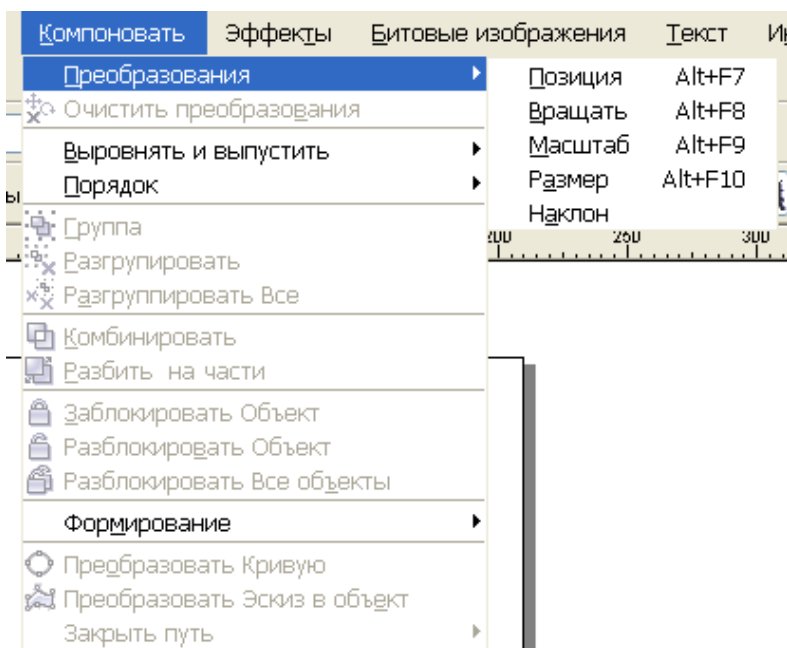 Компоновать Эффекты Битовые изображения Текст
Преобразования
Позиция Alt+F7
Очистить преобразования
Вращать Alt+F8
Выровнять и выпустить
Масштаб Alt+F9
Порядок
Размер Alt+F10
Наклон
Группа
200 250 300
Разгрупировать
Разгруппировать Все
Комбинировать
Разбить на части
Заблокировать Объект
Разблокировать Объект
Разблокировать Все объекты
Формирование
Преобразовать Кривую
Преобразовать Эскиз в объект
Закрыть путь